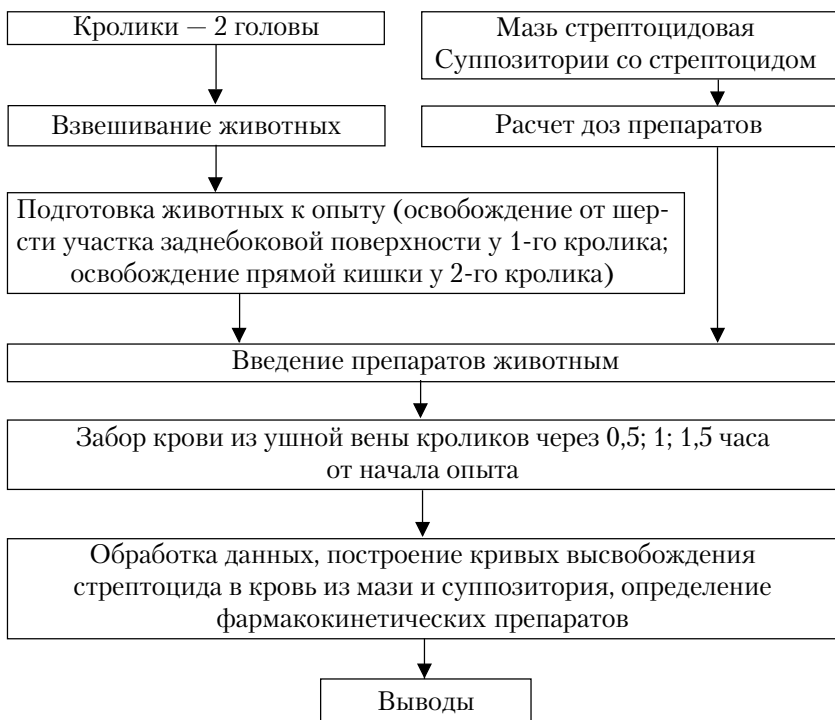 Кролики — 2 головы
Мазь стрептоцидовая
Суппозитории со стрептоцидом
Взвешивание животных
Расчет доз препаратов
Подготовка животных к опыту (освобождение от шер-
сти участка заднебоковой поверхности у 1-го кролика;
освобождение прямой кишки у 2-го кролика)
Введение препаратов животным
Забор крови из ушной вены кроликов через 0,5; 1; 1,5 часа
от начала опыта
Обработка данных, построение кривых высвобождения
стрептоцида в кровь из мази и суппозитория, определение
фармакокинетических препаратов
Выводы